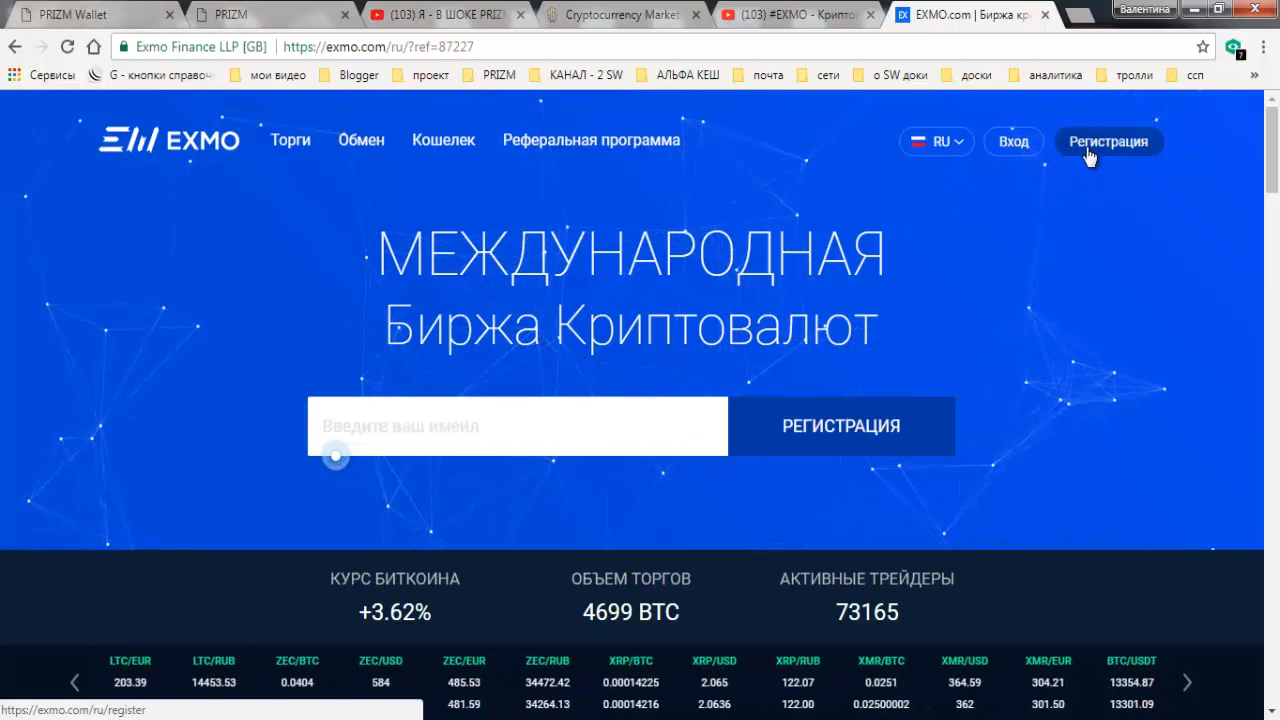 PRIZM Wallet
PRIZM
(103) Я - В ШОКЕ PRIZM
Cryptocurrency Market
(103) #EXMO - Крипто
EXMO.com | Биржа кр
Валентина
Exmo Finance LLP [GB]
https://exmo.com/ru/?ref=87227
7
Сервисы
G - кнопки справоч
мои видео
Blogger
проект
PRIZM
КАНАЛ - 2 SW
АЛЬФА КЕШ
почта
сети
о SW доки
доски
аналитика
тролли
ссп
EXMO
Торги
Обмен
Кошелек
Реферальная программа
RU
Вход
Регистрация
МЕЖДУНАРОДНАЯ
Биржа Криптовалют
Введите ваш имейл
РЕГИСТРАЦИЯ
КУРС БИТКОИНА ОБЪЕМ ТОРГОВ АКТИВНЫЕ ТРЕЙДЕРЫ
+3.62% 4699 BTC 73165
LTC/EUR LTC/RUB ZEC/BTC ZEC/USD ZEC/EUR ZEC/RUB XRP/BTC XRP/USD XRP/RUB XMR/BTC XMR/USD XMR/EUR BTC/USDT
203.39 14453.53 0.0404 584 485.53 34472.42 0.00014225 2.065 122.07 0.0251 364.59 304.21 13354.87
481.59 34264.13 0.00014216 2.0636 122.00 0.02500002 362 301.50 13301.09
https://exmo.com/ru/register